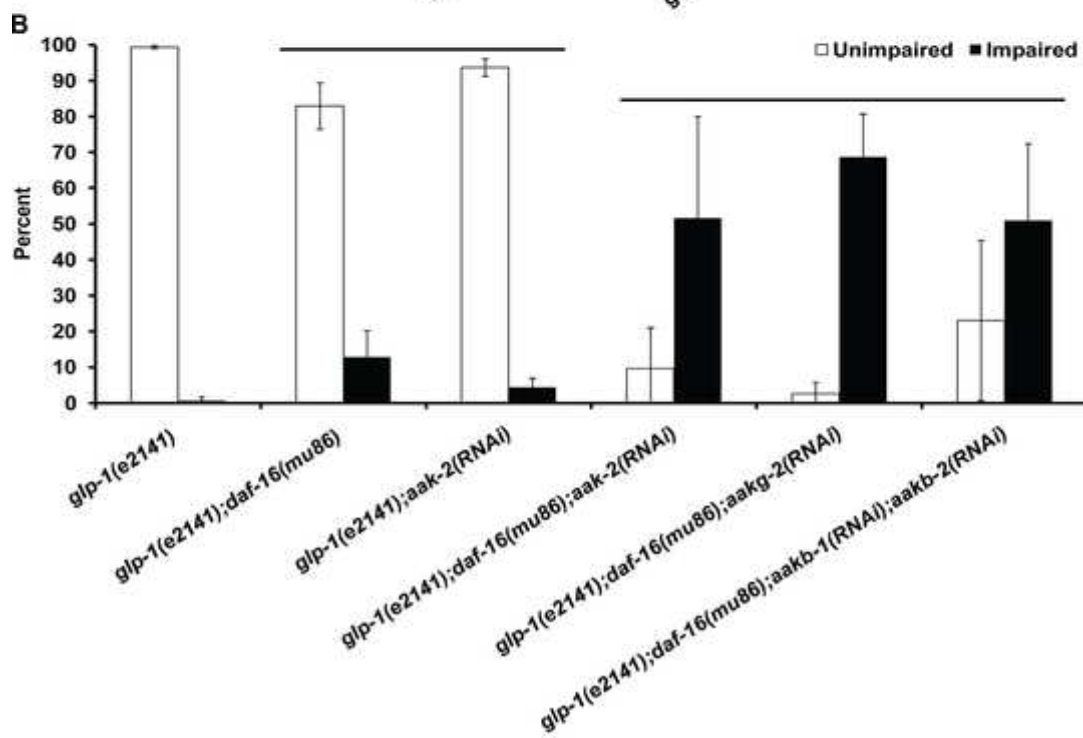 B
100
90
80
70
60
50
40
30
20
10
0
Percent
Unimpaired Impaired
glp-1(e2141)
glp-1(e2141);daf-16(mu86)
glp-1(e2141);aak-2(RNAi)
glp-1(e2141);daf-16(mu86);aak-2(RNAi)
glp-1(e2141);daf-16(mu86);aakg-2(RNAi)
glp-1(e2141);daf-16(mu86);aakb-1(RNAi);aakb-2(RNAi)